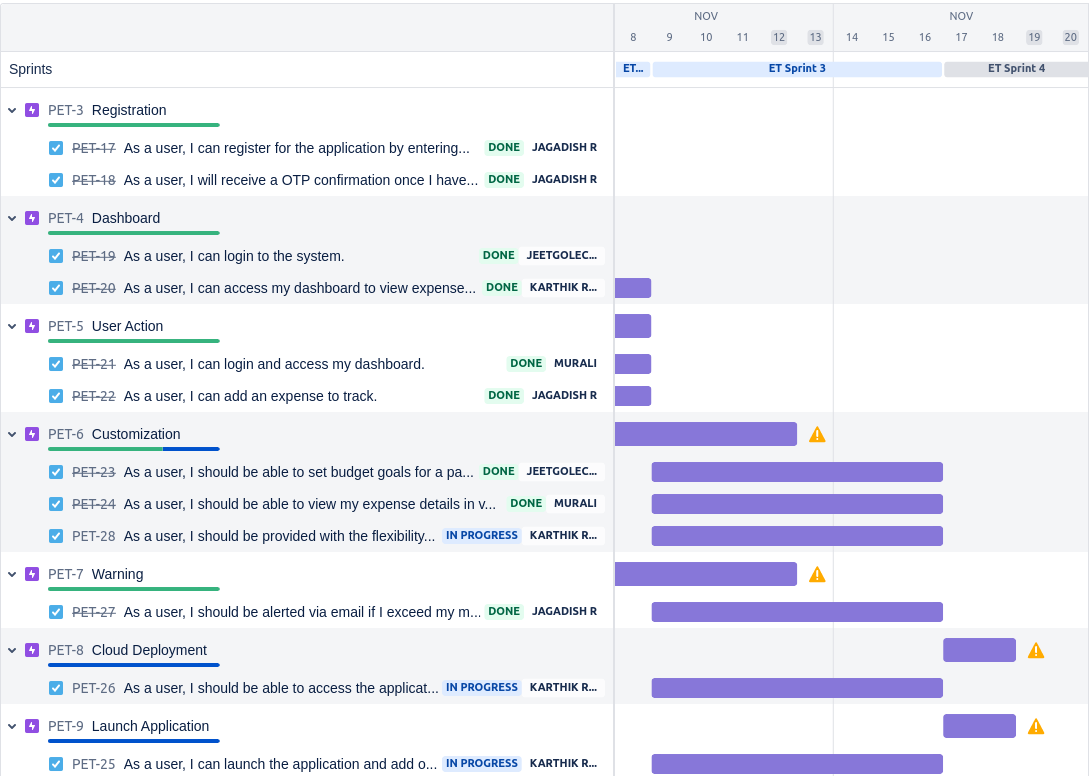 NOV NOV
8 9 10 11 12 13 14 15 16 17 18 19 20
Sprints ET... ET Sprint 3 ET Sprint 4
PET-3 Registration
PET-17 As a user, I can register for the application by entering... DONE JAGADISH R
PET-18 As a user, I will receive a OTP confirmation once I have... DONE JAGADISH R
PET-4 Dashboard
PET-19 As a user, I can login to the system. DONE JEETGOLEC...
PET-20 As a user, I can access my dashboard to view expense... DONE KARTHIK R...
PET-5 User Action
PET-21 As a user, I can login and access my dashboard. DONE MURALI
PET-22 As a user, I can add an expense to track. DONE JAGADISH R
PET-6 Customization
PET-23 As a user, I should be able to set budget goals for a pa... DONE JEETGOLEC...
PET-24 As a user, I should be able to view my expense details in v... DONE MURALI
PET-28 As a user, I should be provided with the flexibility... IN PROGRESS KARTHIK R...
PET-7 Warning
PET-27 As a user, I should be alerted via email if I exceed my m... DONE JAGADISH R
PET-8 Cloud Deployment
PET-26 As a user, I should be able to access the applicat... IN PROGRESS KARTHIK R...
PET-9 Launch Application
PET-25 As a user, I can launch the application and add o... IN PROGRESS KARTHIK R...